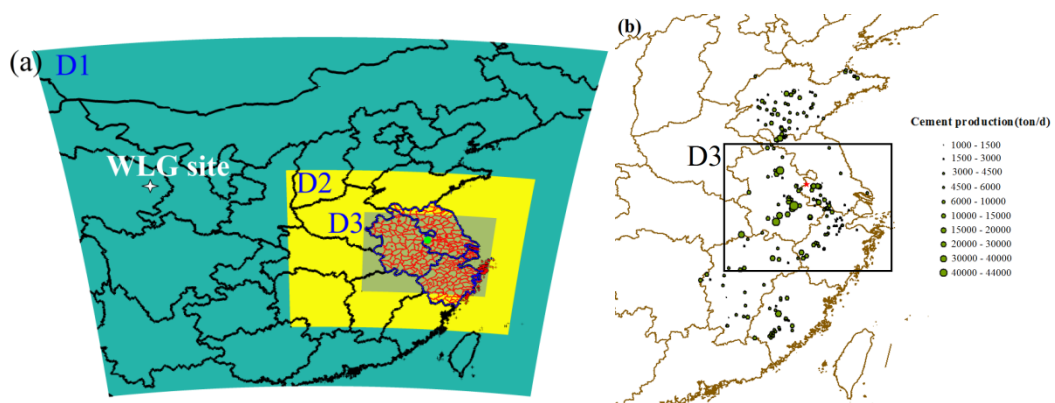 (a)
D1
WLG site
D2
D3
(b)
D3
Cement production(ton/d)
1000 - 1500
1500 - 3000
3000 - 4500
4500 - 6000
6000 - 10000
10000 - 15000
15000 - 20000
20000 - 30000
30000 - 40000
40000 - 44000